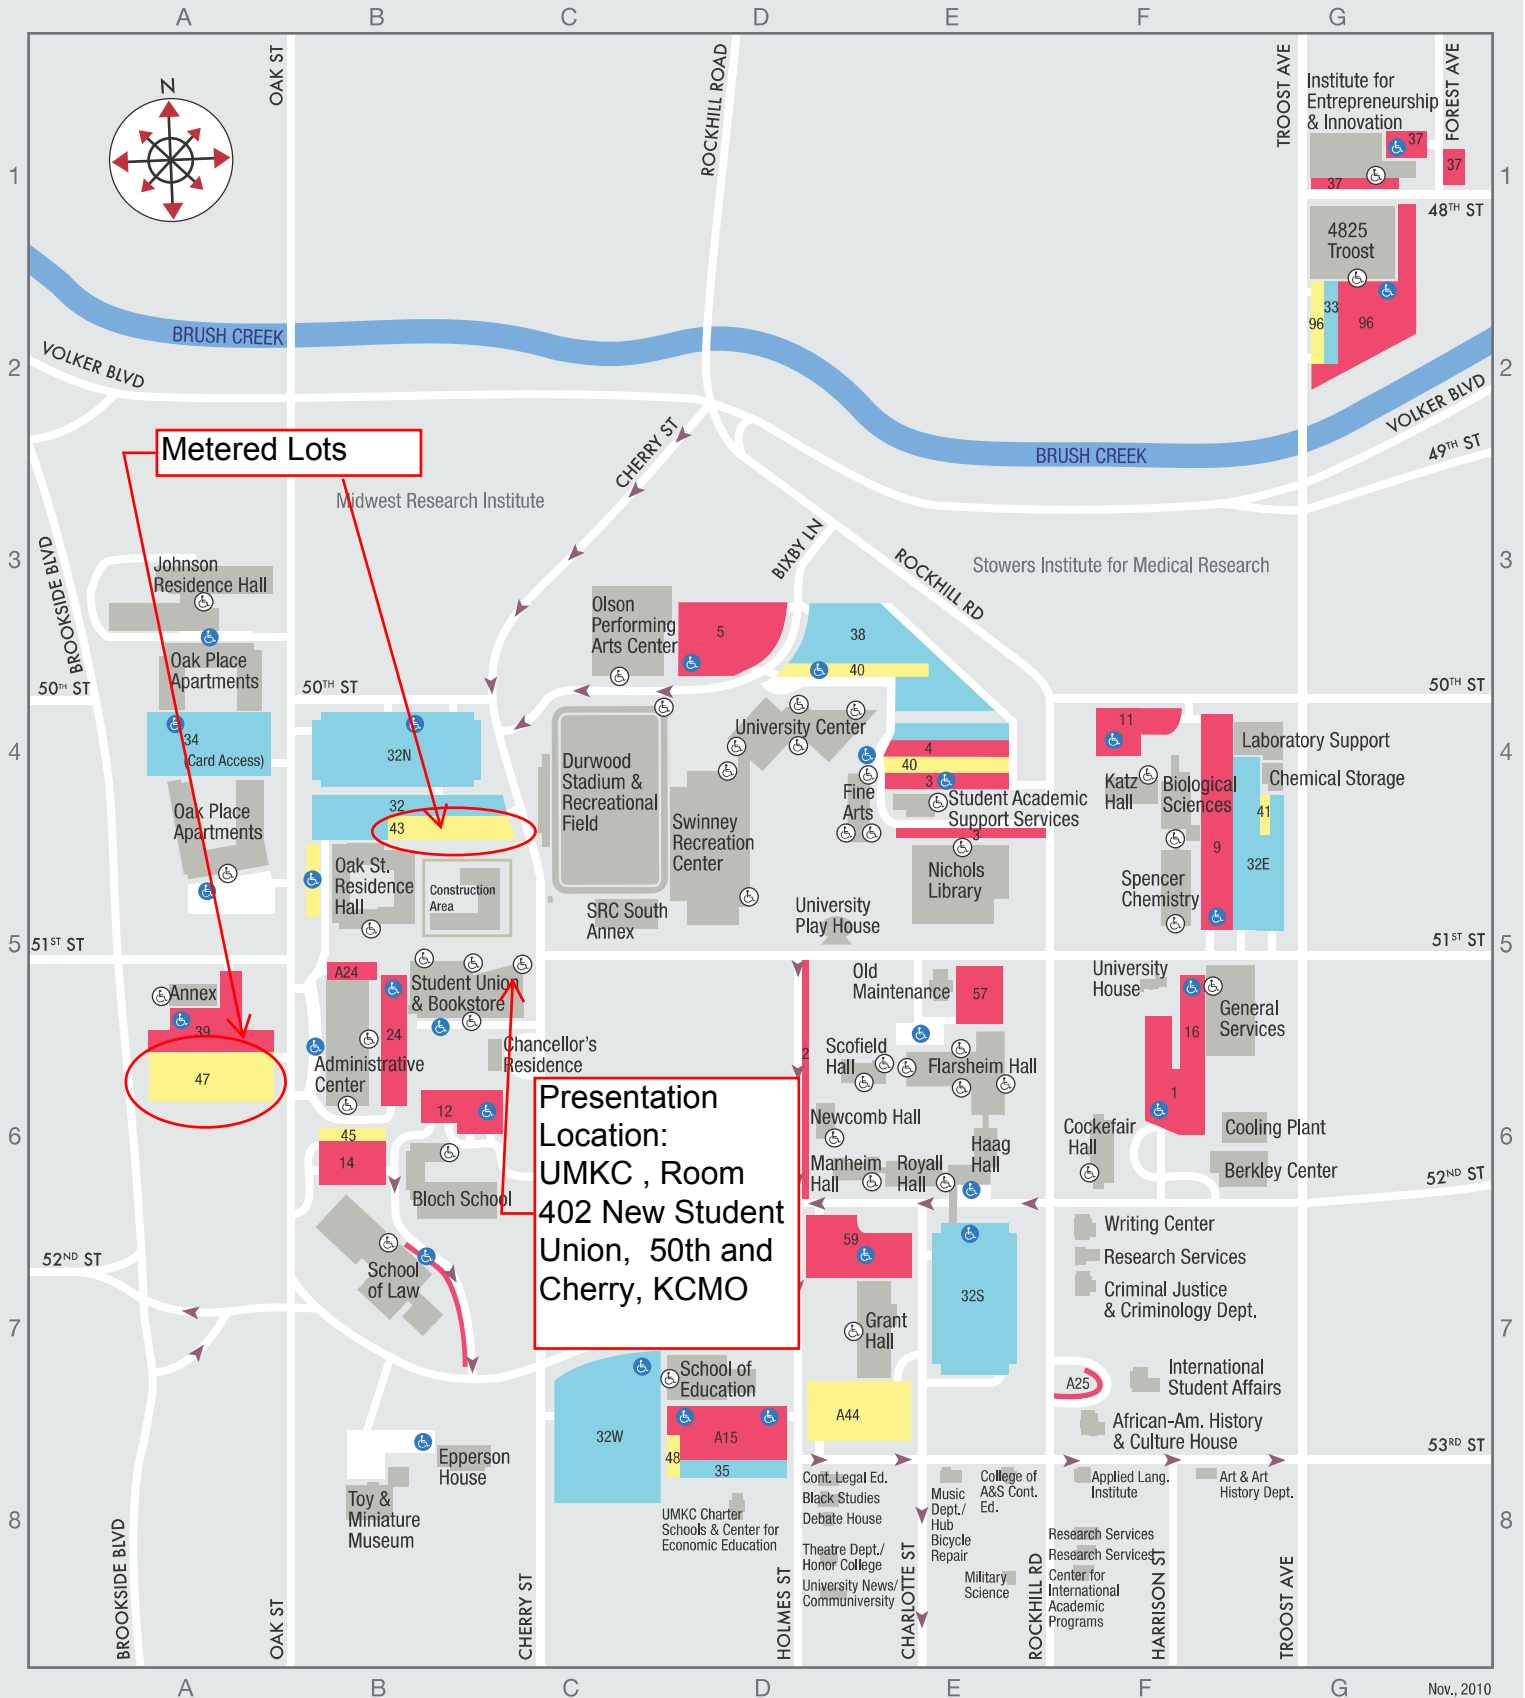 A B C D E F G
OAK ST
ROCKHILL ROAD
TROOST AVE
FOREST AVE
N
Institute for
Entrepreneurship
& Innovation
37
37
37
1
1
48TH ST
4825
Troost
96
33
96
BRUSH CREEK
VOLKER BLVD
2
2
VOLKER BLVD
49TH ST
BRUSH CREEK
CHERRY ST
Metered Lots
Midwest Research Institute
BROOKSIDE BLVD
BIXBY LN
ROCKHILL RD
Stowers Institute for Medical Research
3
3
Johnson
Residence Hall
Oak Place
Apartments
Olson
Performing
Arts Center
5
38
40
50TH ST
50TH ST
50TH ST
34
(Card Access)
32N
University Center
4
4
4
40
3
3
11
Katz
Hall
Biological
Sciences
Laboratory Support
Chemical Storage
41
9
32E
Oak Place
Apartments
32
43
Durwood
Stadium &
Recreational
Field
Fine
Arts
Student Academic
Support Services
Swinney
Recreation
Center
Nichols
Library
Spencer
Chemistry
Oak St.
Residence
Hall
Construction
Area
SRC South
Annex
University
Play House
51ST ST
5
5
51ST ST
Annex
39
47
A24
24
Student Union
& Bookstore
Administrative
Center
Chancellor's
Residence
Old
Maintenance
57
2
Scofield
Hall
Flarsheim Hall
University
House
General
Services
16
1
12
45
14
Bloch School
Presentation
Location:
UMKC , Room
402 New Student
Union, 50th and
Cherry, KCMO
Newcomb Hall
Manheim
Hall
Royall
Hall
Haag
Hall
Cockefair
Hall
Cooling Plant
Berkley Center
6
6
52ND ST
52ND ST
School
of Law
59
32S
Grant
Hall
Writing Center
Research Services
Criminal Justice
& Criminology Dept.
7
7
A25
International
Student Affairs
African-Am. History
& Culture House
School of
Education
32W
A15
48
35
A44
53RD ST
Epperson
House
Toy &
Miniature
Museum
UMKC Charter
Schools & Center for
Economic Education
Cont. Legal Ed.
Black Studies
Debate House
Theatre Dept./
Honor College
University News/
Communiversity
Music
Dept./
Hub
Bicycle
Repair
College of
A&S Cont.
Ed.
Military
Science
Applied Lang.
Institute
Art & Art
History Dept.
Research Services
Research Services
Center for
International
Academic
Programs
8
8
BROOKSIDE BLVD
OAK ST
CHERRY ST
HOLMES ST
CHARLOTTE ST
ROCKHILL RD
HARRISON ST
TROOST AVE
A B C D E F G
Nov., 2010